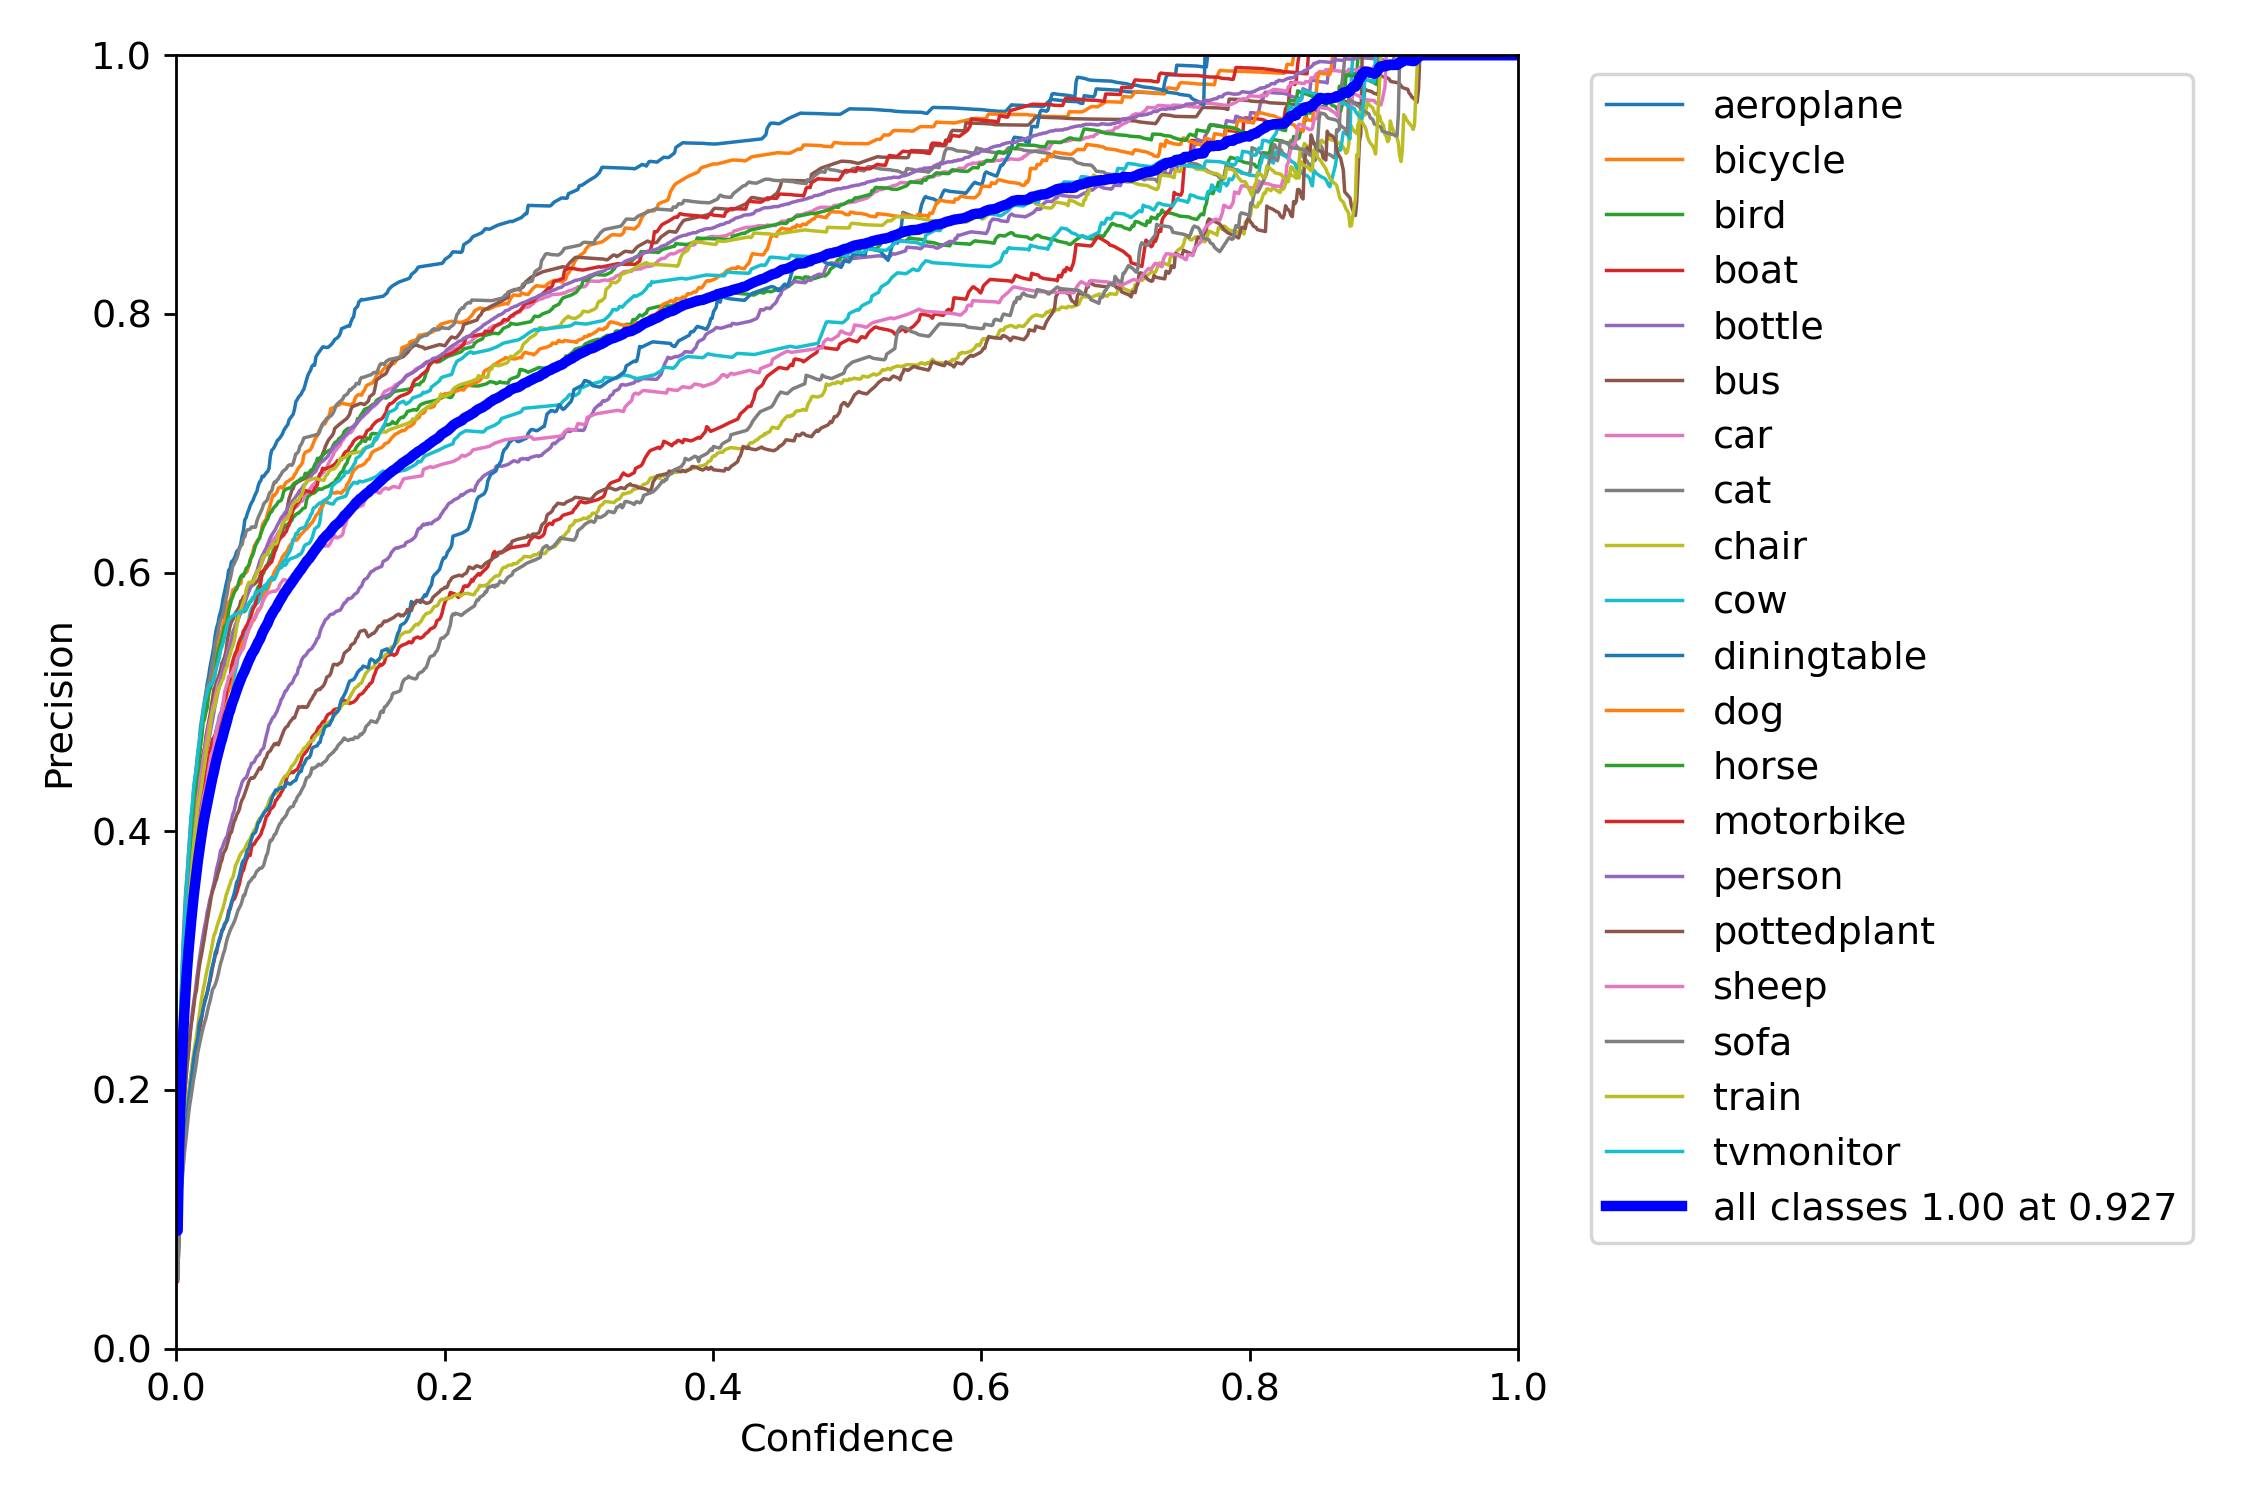 1.0
0.8
0.6
0.4
0.2
0.0
Precision
0.0 0.2 0.4 0.6 0.8 1.0
Confidence
aeroplane
bicycle
bird
boat
bottle
bus
car
cat
chair
cow
diningtable
dog
horse
motorbike
person
pottedplant
sheep
sofa
train
tvmonitor
all classes 1.00 at 0.927